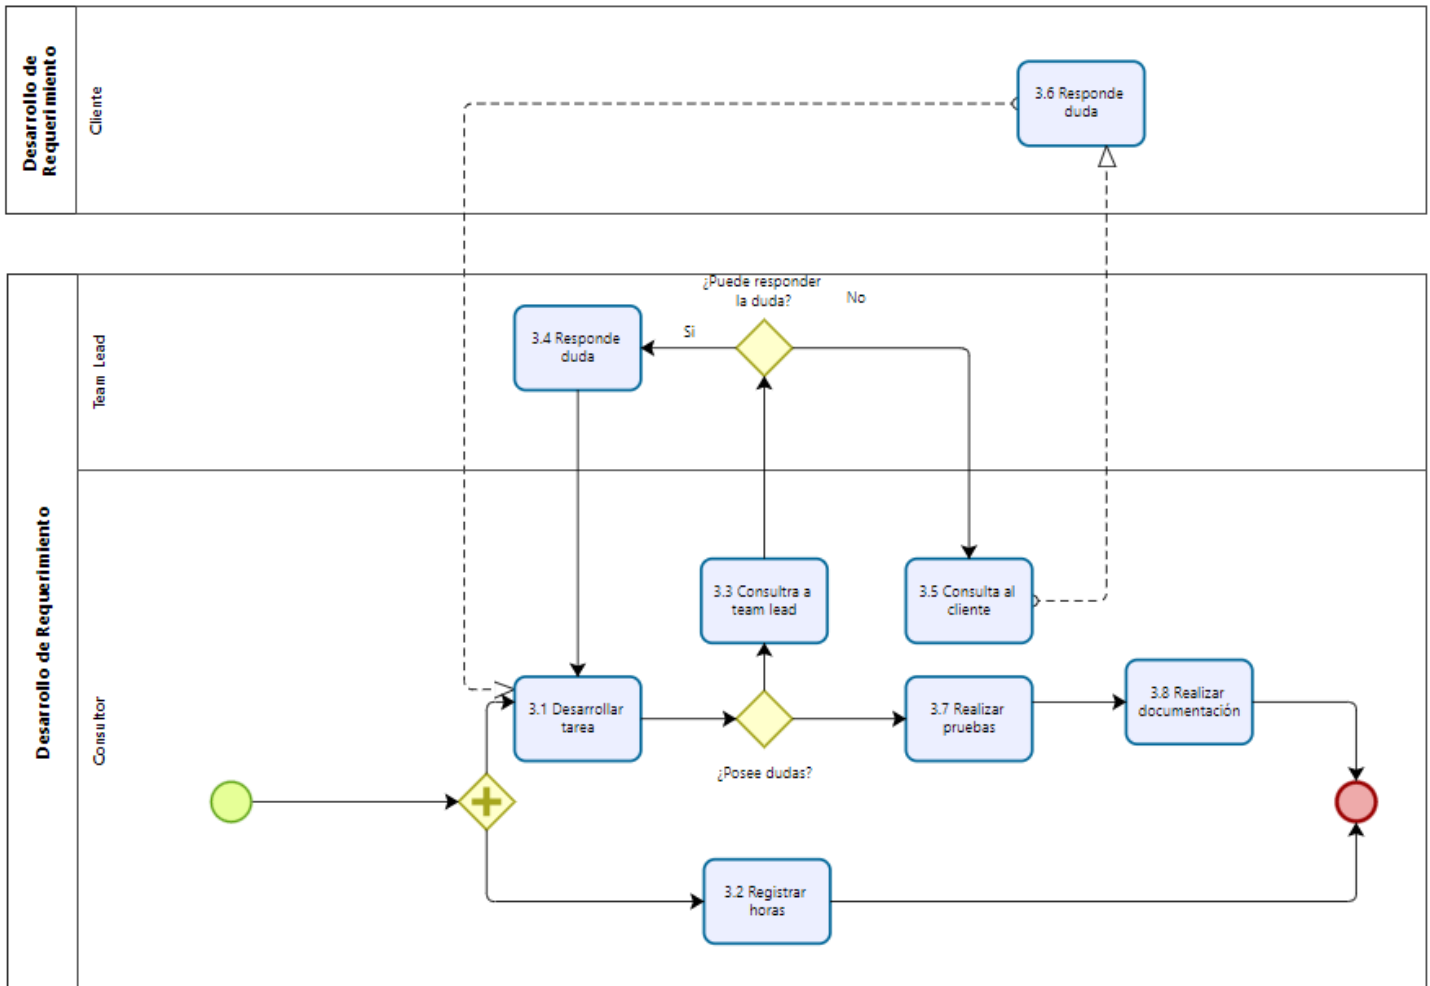 Desarrollo de
Requerimiento
Cliente
3.6 Responde
duda
Desarrollo de Requerimiento
Team Lead
¿Puede responder
la duda?
No
Si
3.4 Responde
duda
Consultor
3.3 Consultra a
team lead
3.5 Consulta al
cliente
3.1 Desarrollar
tarea
¿Posee dudas?
3.7 Realizar
pruebas
3.8 Realizar
documentación
3.2 Registrar
horas